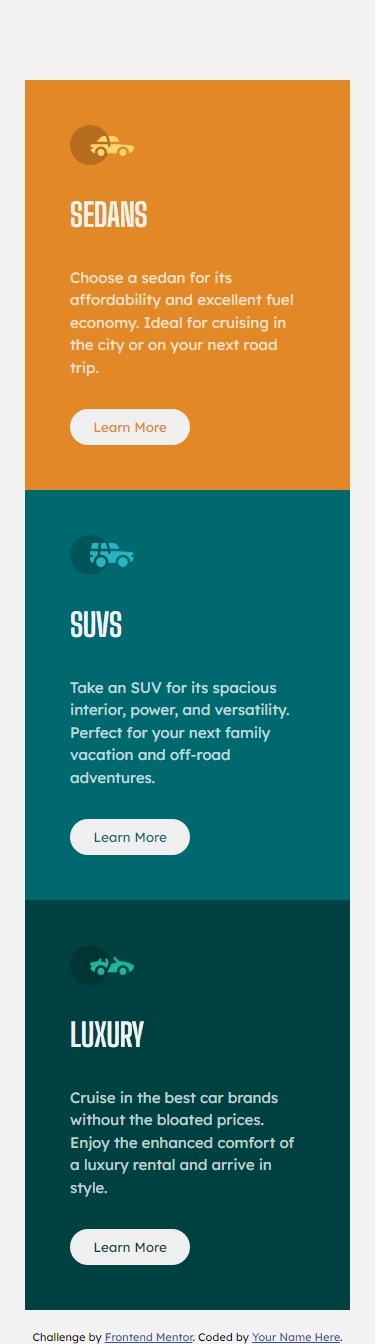 SEDANS
Choose a sedan for its
affordability and excellent fuel
economy. Ideal for cruising in
the city or on your next road
trip.
Learn More
SUVS
Take an SUV for its spacious
interior, power, and versatility.
Perfect for your next family
vacation and off-road
adventures.
Learn More
LUXURY
Cruise in the best car brands
without the bloated prices.
Enjoy the enhanced comfort of
a luxury rental and arrive in
style.
Learn More
Challenge by Frontend Mentor. Coded by Your Name Here.